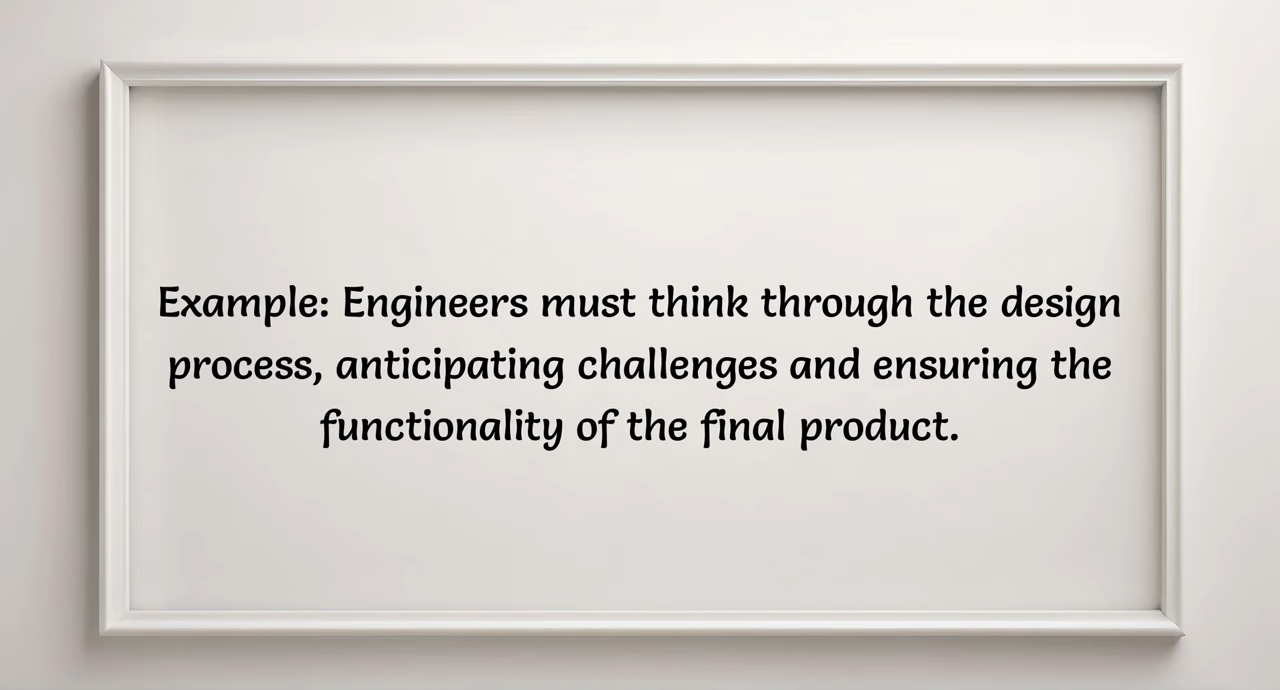 Example: Engineers must think through the design
process, anticipating challenges and ensuring the
functionality of the final product.